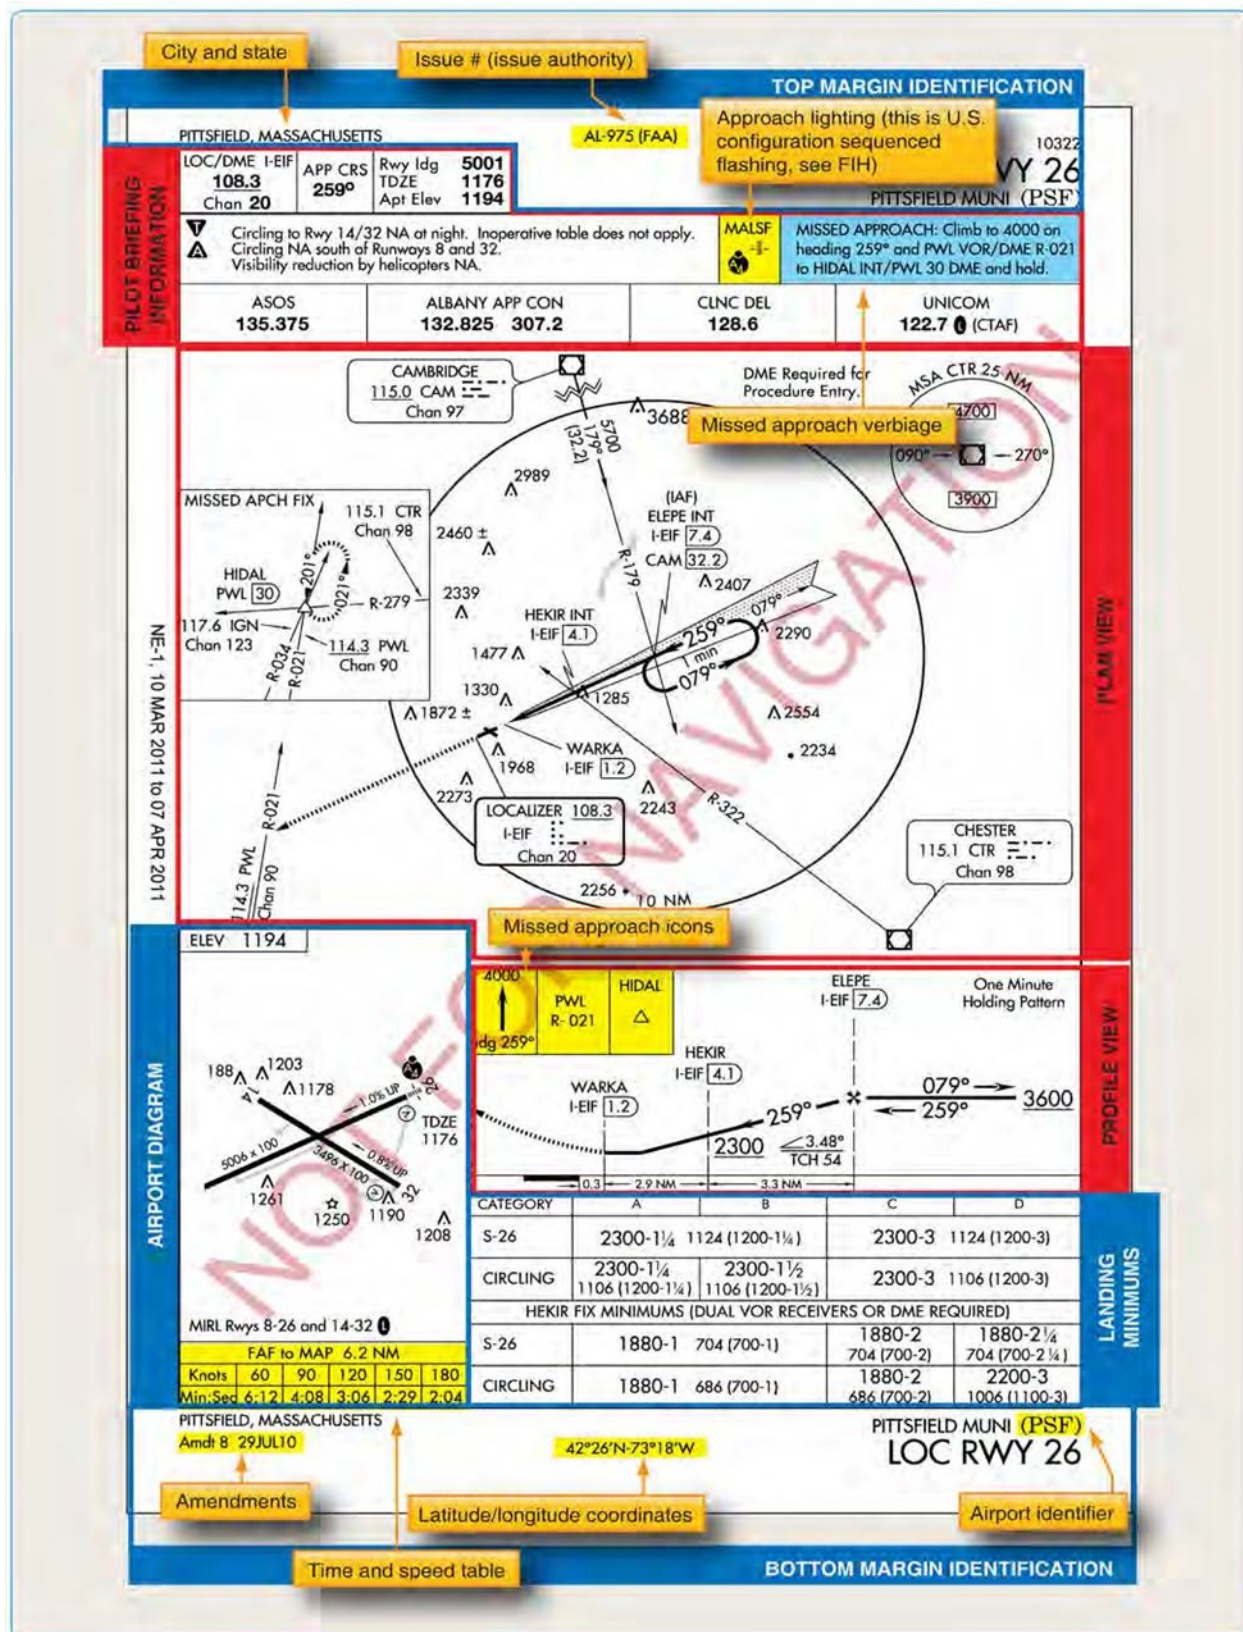 City and state
Issue # (issue authority)
TOP MARGIN IDENTIFICATION
PITTSFIELD, MASSACHUSETTS
AL-975 (FAA)
Approach lighting (this is U.S.
configuration sequenced
flashing, see FIH)
10322
WY 26
PITTSFIELD MUNI (PSF)
PILOT BRIEFING
INFORMATION
LOC/DME I-EIF
108.3
Chan 20
APP CRS
259°
Rwy ldg 5001
TDZE 1176
Apt Elev 1194
T
A
Circling to Rwy 14/32 NA at night. Inoperative table does not apply.
Circling NA south of Runways 8 and 32.
Visibility reduction by helicopters NA.
MALSF
A4
MISSED APPROACH: Climb to 4000 on
heading 259° and PWL VOR/DME R-021
to HIDAL INT/PWL 30 DME and hold.
ASOS
135.375
ALBANY APP CON
132.825 307.2
CLNC DEL
128.6
UNICOM
122.7 L (CTAF)
CAMBRIDGE
115.0 CAM
Chan 97
DME Required for
Procedure Entry.
Missed approach verbiage
MSA CTR 25 NM
4700
090°
270°
3900
3688
5700
179°
(32.2)
2989
2460 ±
2339
1477
1330
1872 ±
(IAF)
ELEPE INT
I-EIF 7.4
CAM 32.2
R-179
2407
079°
2290
259°
1 min
079°
HEKIR INT
I-EIF 4.1
1285
2554
2234
WARKA
I-EIF 1.2
1968
2273
2243
R-322
LOCALIZER 108.3
I-EIF
Chan 20
2256
10 NM
CHESTER
115.1 CTR
Chan 98
MISSED APCH FIX
115.1 CTR
Chan 98
HIDAL
PWL 30
201°
021°
R-279
117.6 IGN
Chan 123
114.3 PWL
Chan 90
R-034
R-021
R-021
114.3 PWL
Chan 90
PLAM VIEW
NE-1, 10 MAR 2011 to 07 APR 2011
NOT FOR NAVIGATION
Missed approach icons
AIRPORT DIAGRAM
ELEV 1194
188
1203
1178
14
A4
26
1.0% UP
TDZE
1176
5006 x 100
3496 X 100
0.8% UP
32
1261
1250
1190
1208
MIRL Rwys 8-26 and 14-32 L
FAF to MAP 6.2 NM
Knots 60 90 120 150 180
Min:Sec 6:12 4:08 3:06 2:29 2:04
PROFILE VIEW
4000
dg 259°
PWL
R- 021
HIDAL
ELEPE
I-EIF 7.4
One Minute
Holding Pattern
HEKIR
I-EIF 4.1
WARKA
I-EIF 1.2
079°
259°
3600
259°
2300
3.48°
TCH 54
0.3
2.9 NM
3.3 NM
LANDING
MINIMUMS
CATEGORY A B C D
S-26 2300-1¼ 1124 (1200-1¼) 2300-3 1124 (1200-3)
CIRCLING 2300-1¼ 1106 (1200-1¼) 2300-1½ 1106 (1200-1½) 2300-3 1106 (1200-3)
HEKIR FIX MINIMUMS (DUAL VOR RECEIVERS OR DME REQUIRED)
S-26 1880-1 704 (700-1) 1880-2 704 (700-2) 1880-2¼ 704 (700-2¼)
CIRCLING 1880-1 686 (700-1) 1880-2 686 (700-2) 2200-3 1006 (1100-3)
PITTSFIELD, MASSACHUSETTS
Amdt 8 29JUL10
42°26'N-73°18'W
PITTSFIELD MUNI (PSF)
LOC RWY 26
Amendments
Latitude/longitude coordinates
Airport identifier
Time and speed table
BOTTOM MARGIN IDENTIFICATION